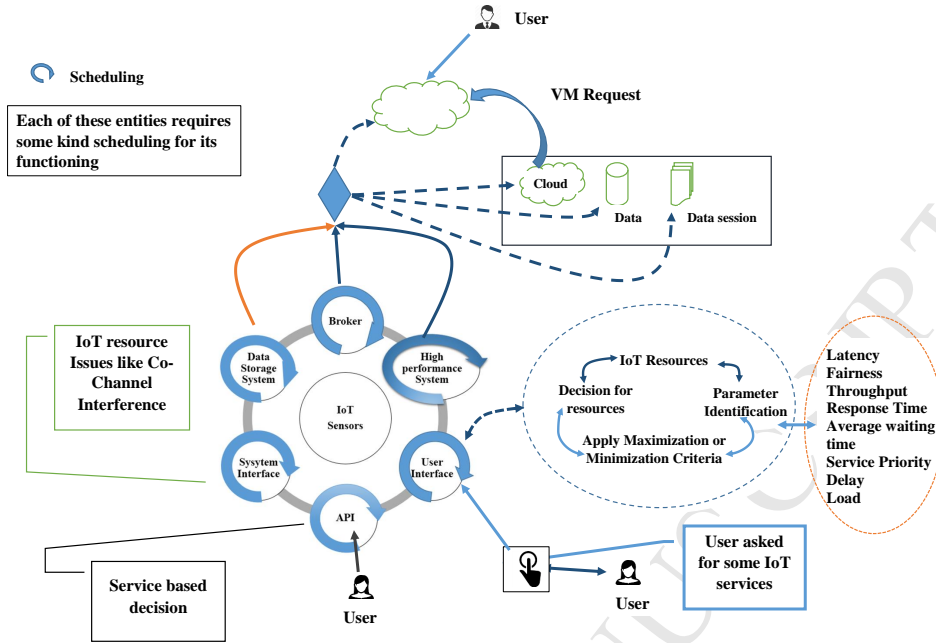 User
Scheduling
VM Request
Each of these entities requires
some kind scheduling for its
functioning
Cloud
Data
Data session
Broker
Data
Storage
System
High
performance
System
IoT
Sensors
Sysytem
Interface
User
Interface
API
IoT resource
Issues like Co-
Channel
Interference
IoT Resources
Decision for
resources
Parameter
Identification
Apply Maximization or
Minimization Criteria
Latency
Fairness
Throughput
Response Time
Average waiting
time
Service Priority
Delay
Load
Service based
decision
User
User
User asked
for some IoT
services